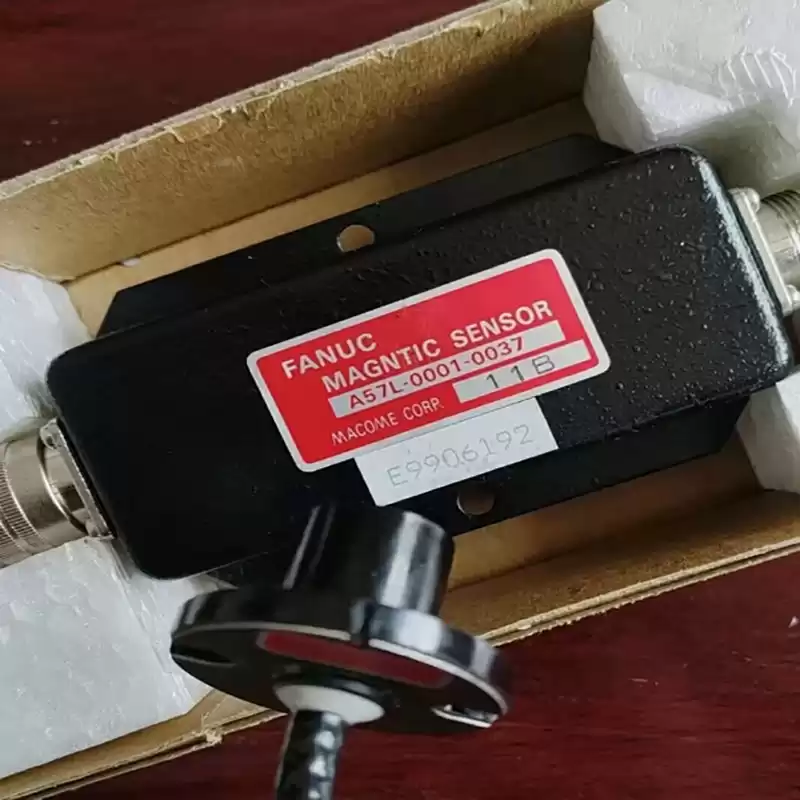 FANUC
MAGNTIC SENSOR
A57L-0001-0037
MACOME CORP. 11B
E9906192